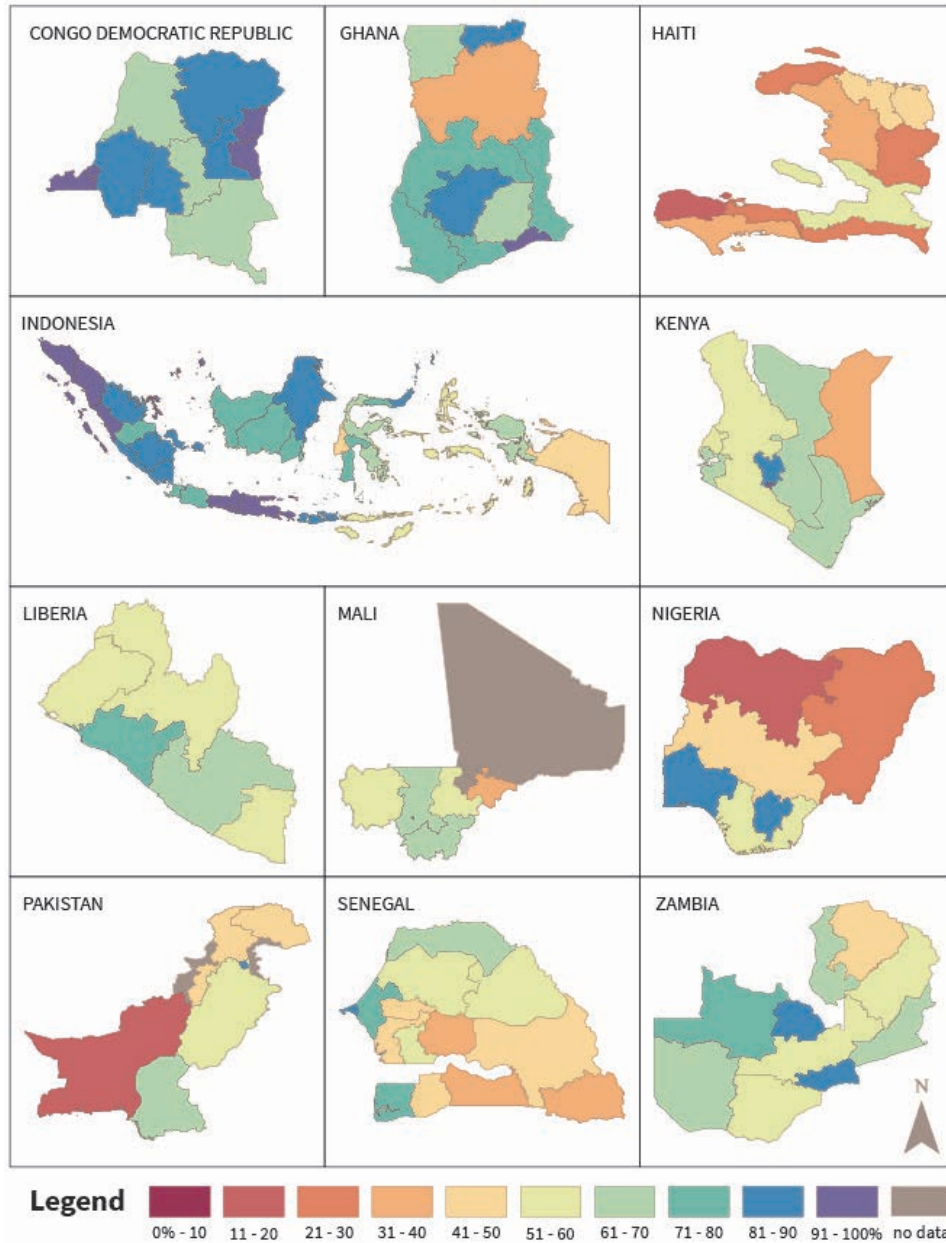 CONGO DEMOCRATIC REPUBLIC
GHANA
HAITI
INDONESIA
KENYA
LIBERIA
MALI
NIGERIA
PAKISTAN
SENEGAL
ZAMBIA
N
Legend
0% - 10 11 - 20 21 - 30 31 - 40 41 - 50 51 - 60 61 - 70 71 - 80 81 - 90 91 - 100% no data